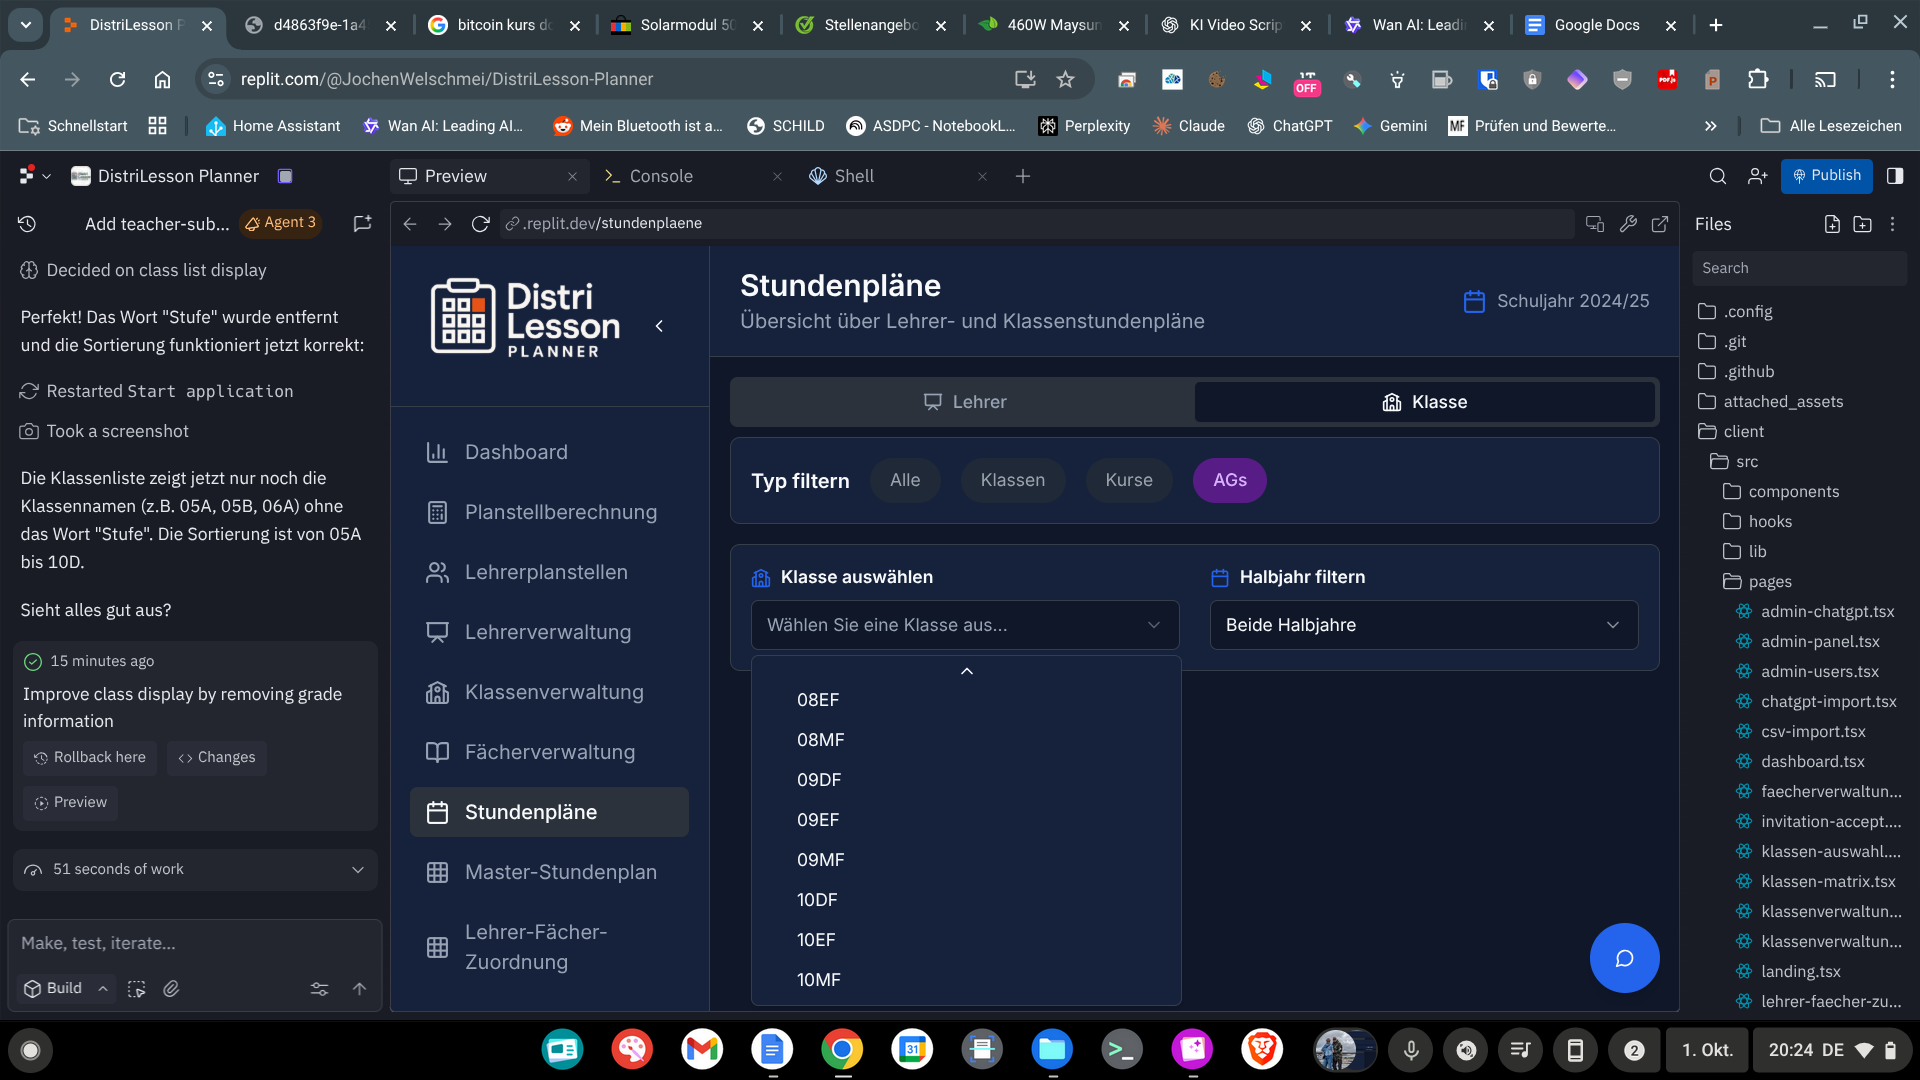 DistriLesson P
d4863f9e-1a4
bitcoin kurs do
Solarmodul 50
Stellenangebo
460W Maysun
KI Video Scrip
Wan AI: Leadi
Google Docs
replit.com/@JochenWelschmei/DistriLesson-Planner
OFF
Schnellstart
Home Assistant
Wan AI: Leading AI...
Mein Bluetooth ist a...
SCHILD
ASDPC - NotebookL...
Perplexity
Claude
ChatGPT
Gemini
MF Prüfen und Bewerte...
Alle Lesezeichen
DistriLesson Planner
Preview
Console
Shell
Publish
Add teacher-sub...
Agent 3
.replit.dev/stundenplaene
Files
Decided on class list display
Perfekt! Das Wort "Stufe" wurde entfernt
und die Sortierung funktioniert jetzt korrekt:
Restarted Start application
Took a screenshot
Die Klassenliste zeigt jetzt nur noch die
Klassennamen (z.B. 05A, 05B, 06A) ohne
das Wort "Stufe". Die Sortierung ist von 05A
bis 10D.
Sieht alles gut aus?
15 minutes ago
Improve class display by removing grade
information
Rollback here
Changes
Preview
51 seconds of work
Make, test, iterate...
Build
Distri
Lesson
PLANNER
Dashboard
Planstellberechnung
Lehrerplanstellen
Lehrerverwaltung
Klassenverwaltung
Fächerverwaltung
Stundenpläne
Master-Stundenplan
Lehrer-Fächer-
Zuordnung
Stundenpläne
Übersicht über Lehrer- und Klassenstundenpläne
Schuljahr 2024/25
Lehrer
Klasse
Typ filtern
Alle
Klassen
Kurse
AGs
Klasse auswählen
Wählen Sie eine Klasse aus...
Halbjahr filtern
Beide Halbjahre
08EF
08MF
09DF
09EF
09MF
10DF
10EF
10MF
Search
.config
.git
.github
attached_assets
client
src
components
hooks
lib
pages
admin-chatgpt.tsx
admin-panel.tsx
admin-users.tsx
chatgpt-import.tsx
csv-import.tsx
dashboard.tsx
faecherverwaltun...
invitation-accept....
klassen-auswahl....
klassen-matrix.tsx
klassenverwaltun...
klassenverwaltun...
landing.tsx
lehrer-faecher-zu...
31
2
1. Okt.
20:24 DE